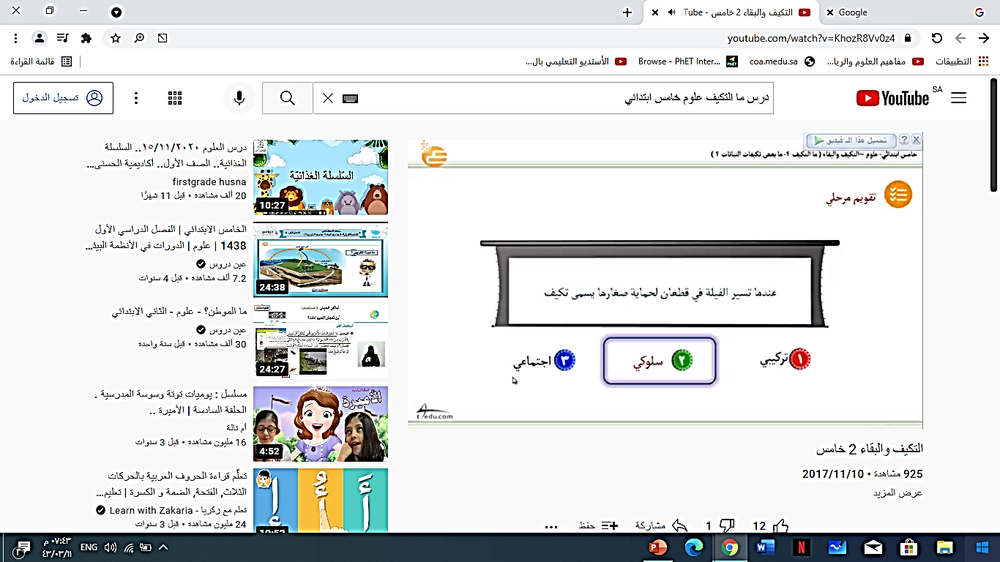 التكيف والبقاء 2 خامس - Tube
Google
youtube.com/watch?v=KhozR8Vv0z4
التطبيقات
مفاهيم العلوم والريا...
coa.medu.sa
Browse - PhET Inter...
الأستديو التعليمي بال...
قائمة القراءة
YouTube SA
درس ما التكيف علوم خامس ابتدائي
تسجيل الدخول
تحميل هذا الـ فيديو
خامس ابتدائي- علوم –التكيف والبقاء ( ما التكيف ؟- ما بعض تكيفات النباتات ؟ )
تقويم مرحلي
عندما تسير الفيلة في قطعان لحماية صغارها يسمى تكيف
١ تركيبي
٢ سلوكي
٣ اجتماعي
t7edu.com
التكيف والبقاء 2 خامس
925 مشاهدة • 2017/11/10
عرض المزيد
12
1
مشاركة
حفظ
السّلسلة الغذائيّة
10:27
درس العلوم ١٥/١١/٢٠٢٠.. السلسلة
الغذائية.. الصف الأول.. أكاديمية الحسنى...
firstgrade husna
20 ألف مشاهدة • قبل 11 شهرًا
24:38
الخامس الابتدائي | الفصل الدراسي الأول
1438 | علوم | الدورات في الأنظمة البيئ...
عين دروس
7.2 ألف مشاهدة • قبل 4 سنوات
أين تعيش الحيوانات؟
24:27
ما الموطن؟ - علوم - الثاني الابتدائي
عين دروس
30 ألف مشاهدة • قبل سنة واحدة
الأميرة
4:52
مسلسل : يوميات توتة وسوسة المدرسية .
الحلقة السادسة | الأميرة ..
أم تالة
16 مليون مشاهدة • قبل 3 سنوات
أَ
أُ
إِ
تعلّم قراءة الحروف العربية بالحركات
الثلاث, الفتحة, الضمة و الكسرة | تعليم...
تعلم مع زكريا - Learn with Zakaria
24 مليون مشاهدة • قبل 3 سنوات
ENG
٠٧:٤٣ م
٤٣/٠٣/١١